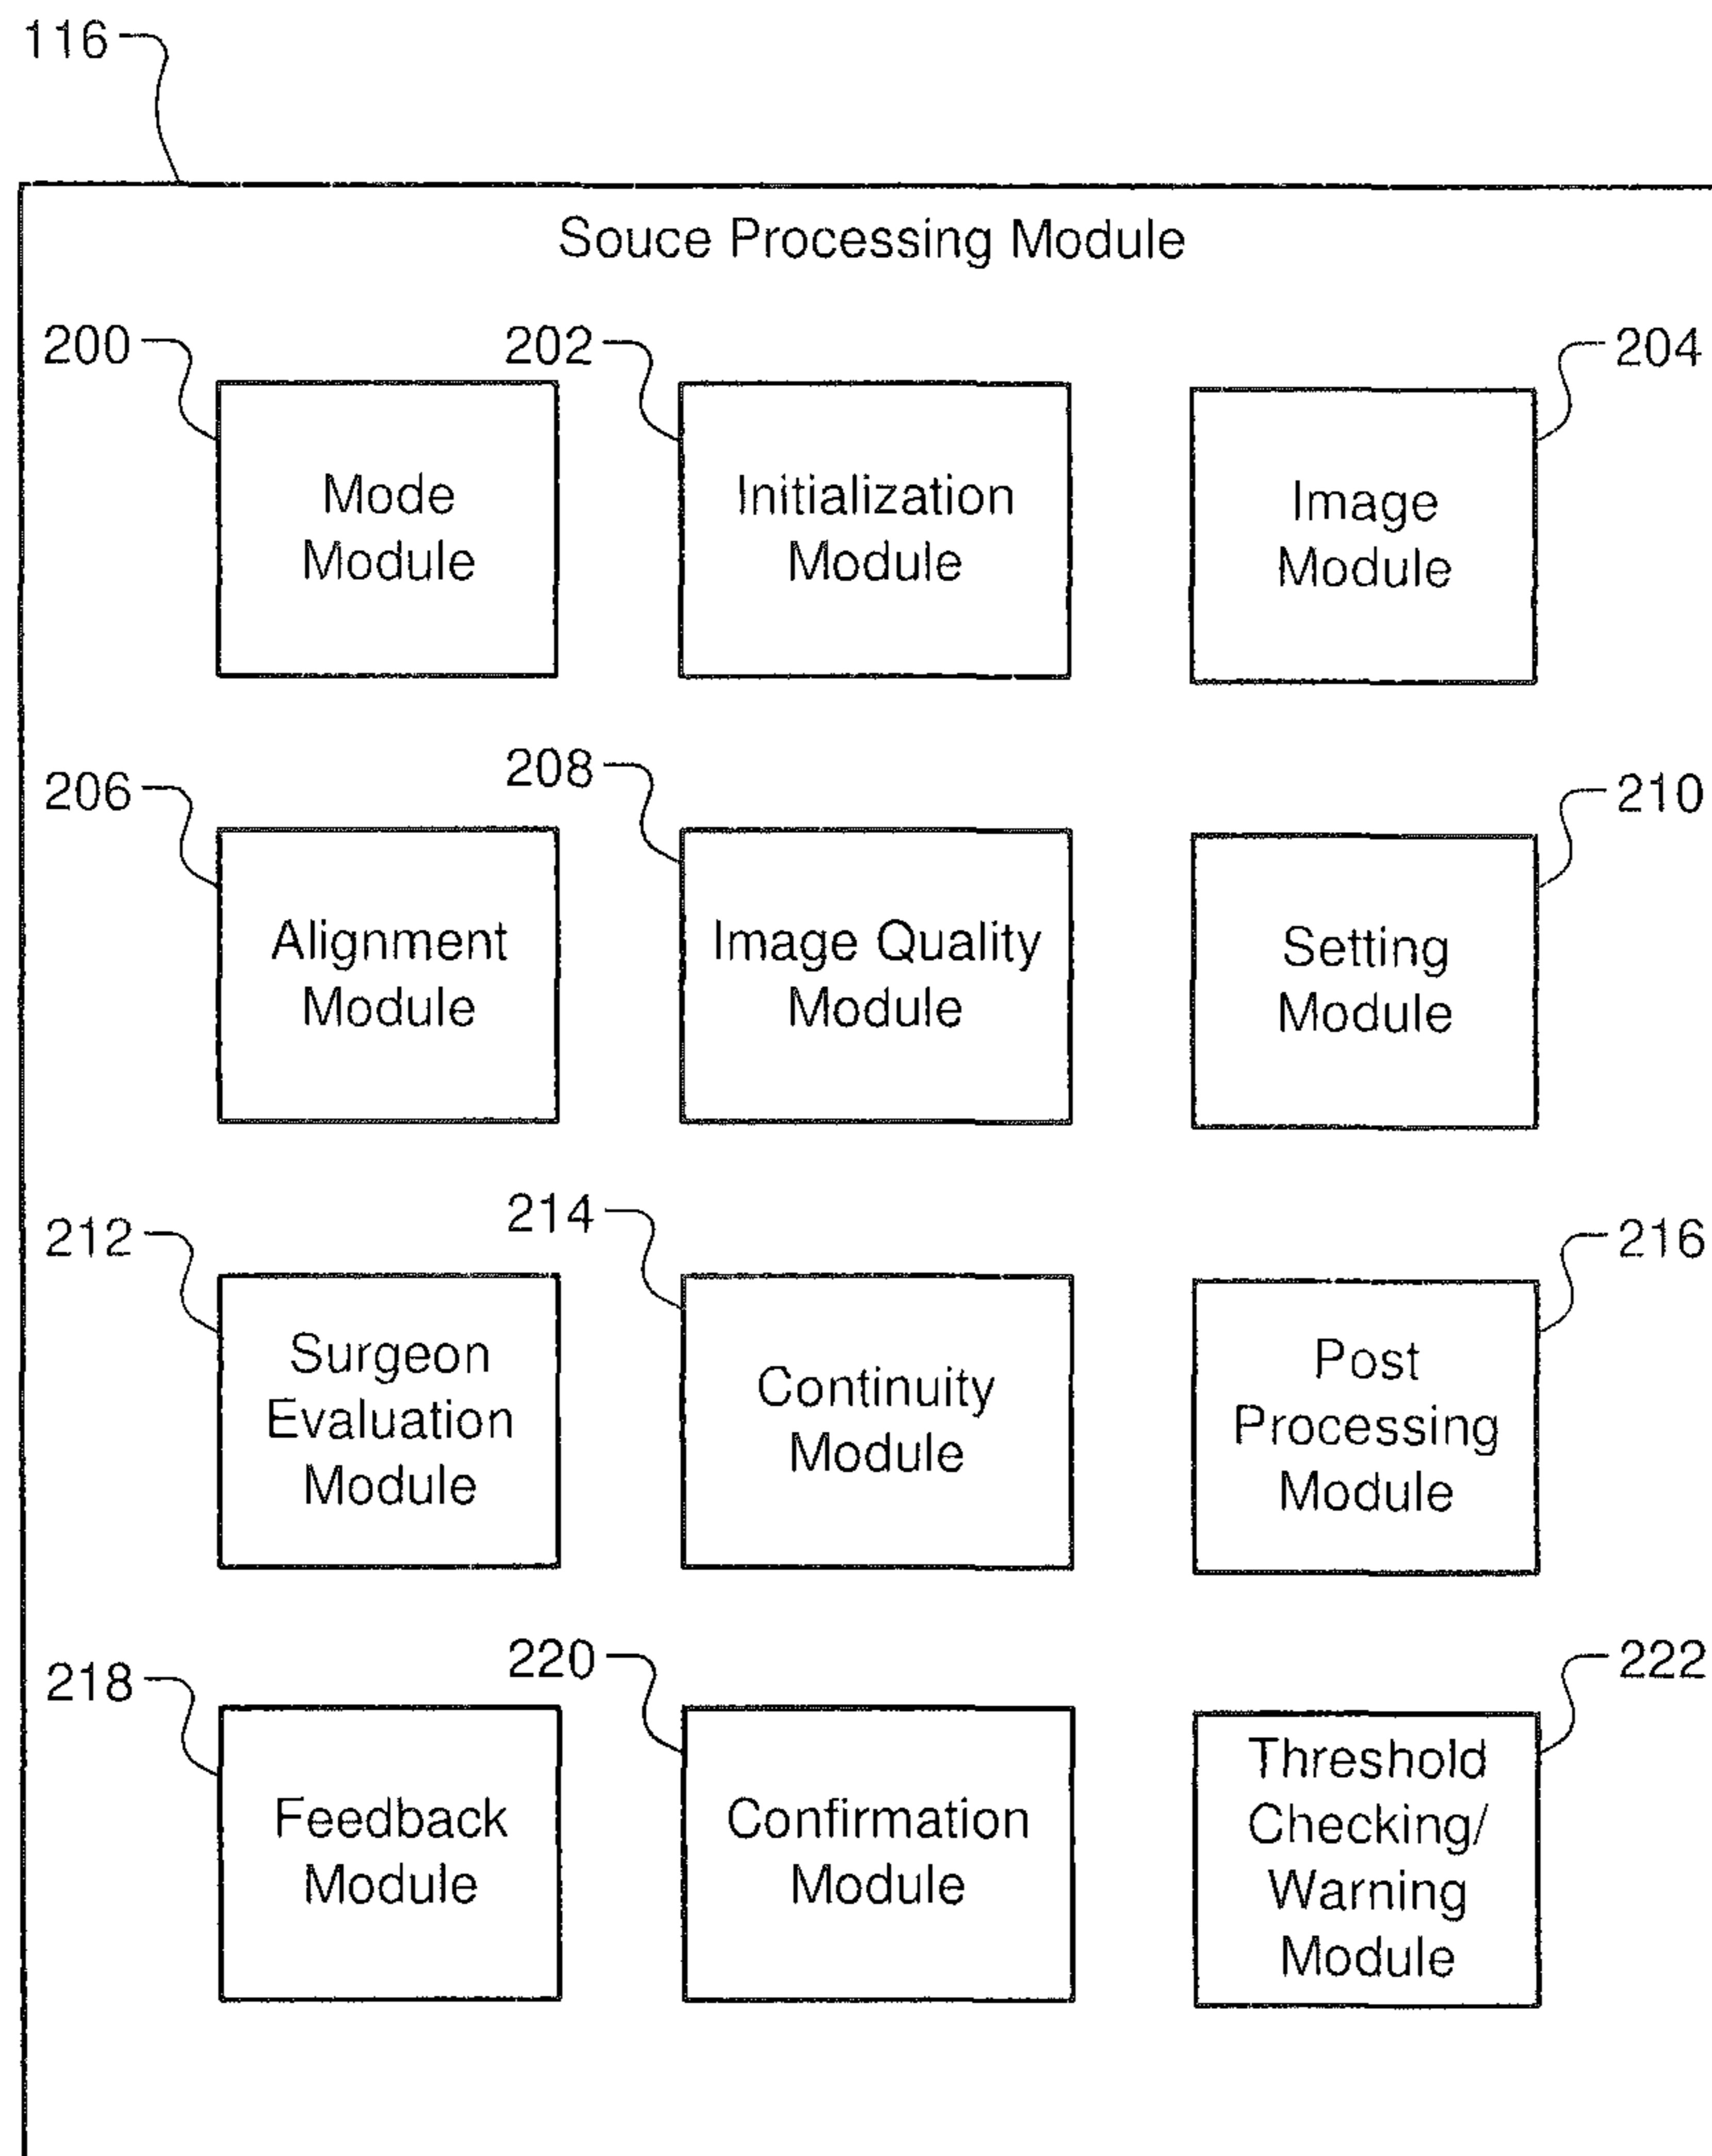 116
Souce Processing Module
200
202
204
Mode
Module
Initialization
Module
Image
Module
206
208
210
Alignment
Module
Image Quality
Module
Setting
Module
212
214
216
Surgeon
Evaluation
Module
Continuity
Module
Post
Processing
Module
218
220
222
Feedback
Module
Confirmation
Module
Threshold
Checking/
Warning
Module